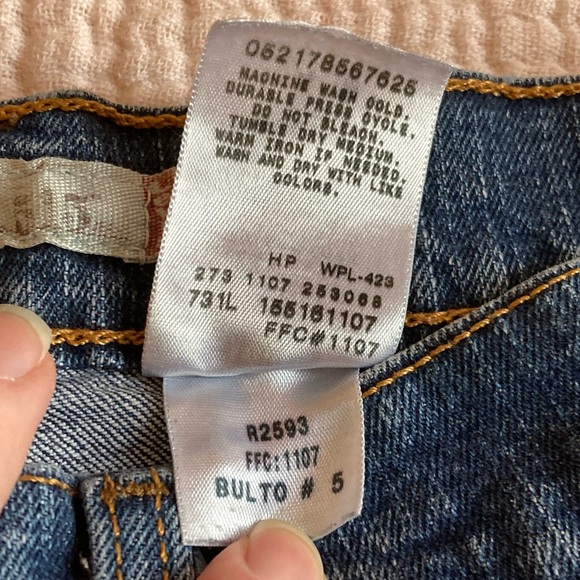 052178567625
MACHINE WASH COLD.
DURABLE PRESS CYCLE.
DO NOT BLEACH.
TUMBLE DRY MEDIUM.
WARM IRON IF NEEDED.
WASH AND DRY WITH LIKE
COLORS.
HP WPL-423
273 1107 253068
731L 155161107
FFC#1107
R2593
FFC:1107
BULTO # 5